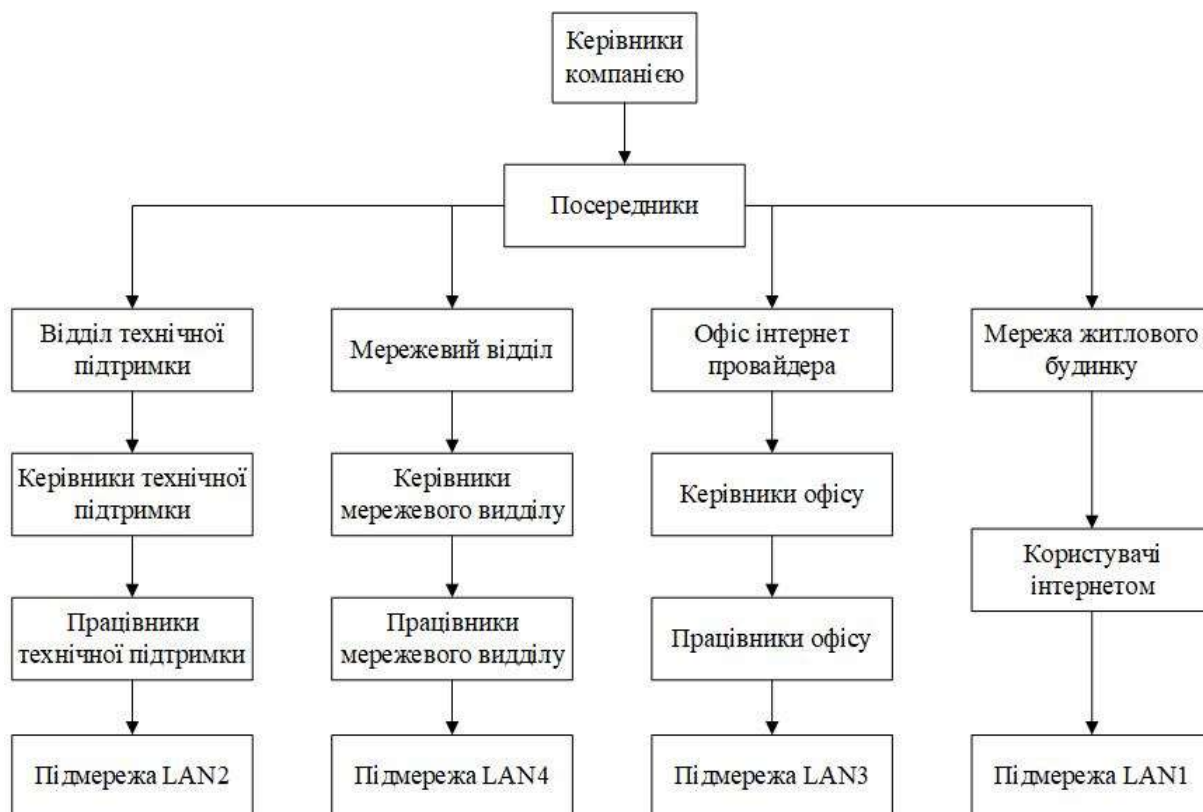 Керівники
компанією
Посередники
Відділ технічної
підтримки
Мережевий відділ
Офіс інтернет
провайдера
Мережа житлового
будинку
Керівники технічної
підтримки
Керівники
мережевого видділу
Керівники офісу
Користувачі
інтернетом
Працівники
технічної підтримки
Працівники
мережевого видділу
Працівники офісу
Підмережа LAN2
Підмережа LAN4
Підмережа LAN3
Підмережа LAN1